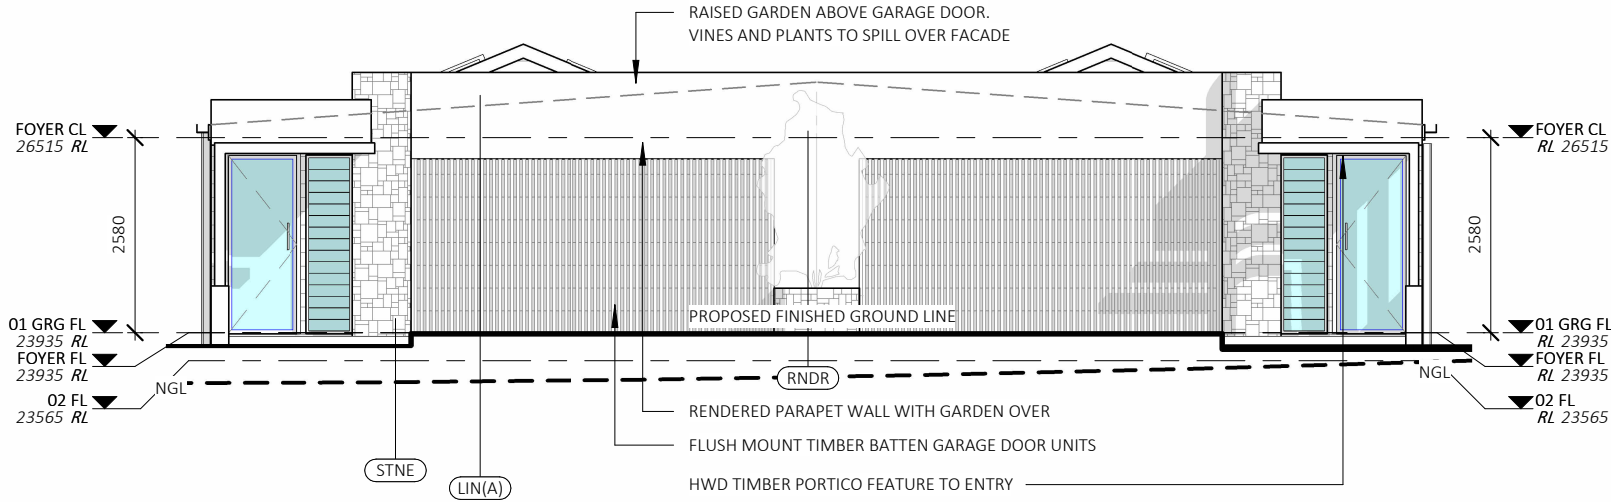 RAISED GARDEN ABOVE GARAGE DOOR.
VINES AND PLANTS TO SPILL OVER FACADE
FOYER CL
26515 RL
FOYER CL
RL 26515
2580
2580
PROPOSED FINISHED GROUND LINE
01 GRG FL
23935 RL
FOYER FL
23935 RL
NGL
02 FL
23565 RL
01 GRG FL
RL 23935
FOYER FL
RL 23935
NGL
02 FL
RL 23565
RNDR
RENDERED PARAPET WALL WITH GARDEN OVER
FLUSH MOUNT TIMBER BATTEN GARAGE DOOR UNITS
STNE
LIN(A)
HWD TIMBER PORTICO FEATURE TO ENTRY